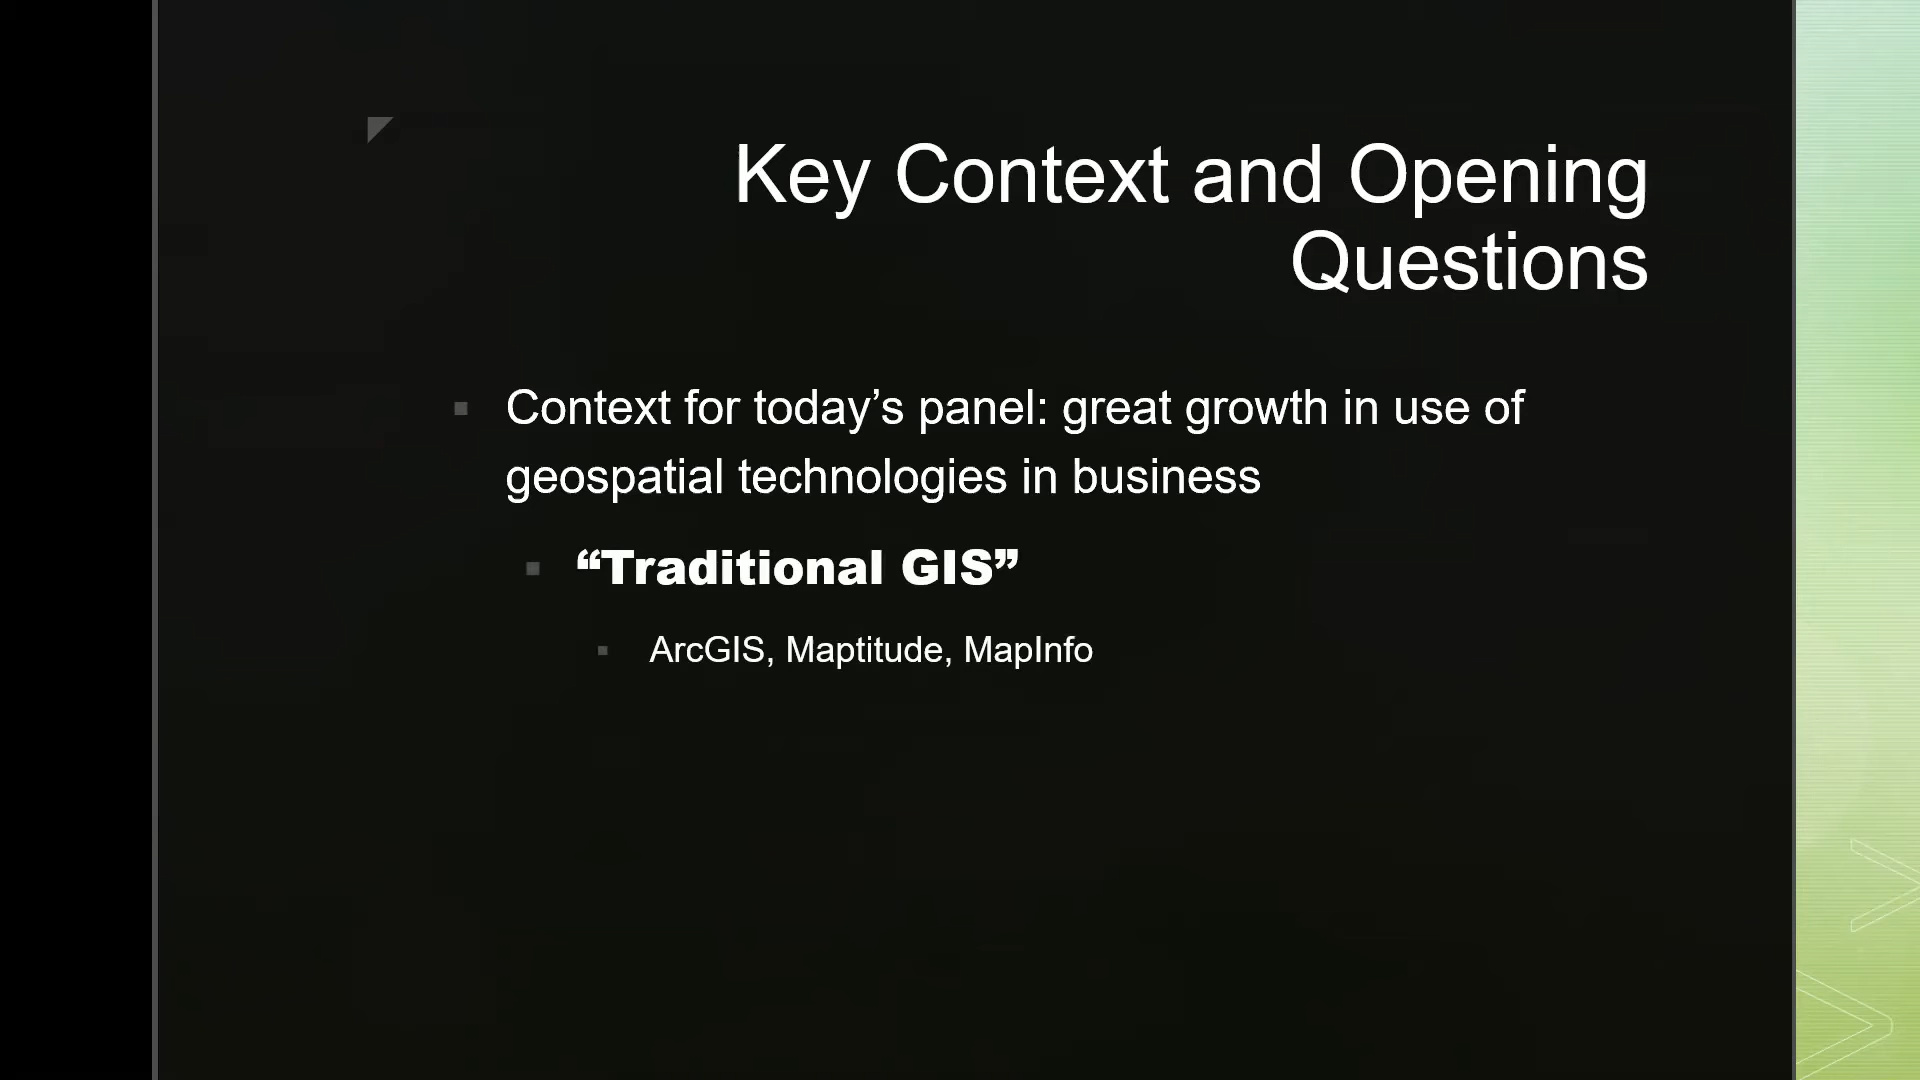 Key Context and Opening
Questions
Context for today’s panel: great growth in use of
geospatial technologies in business
“Traditional GIS”
ArcGIS, Maptitude, MapInfo